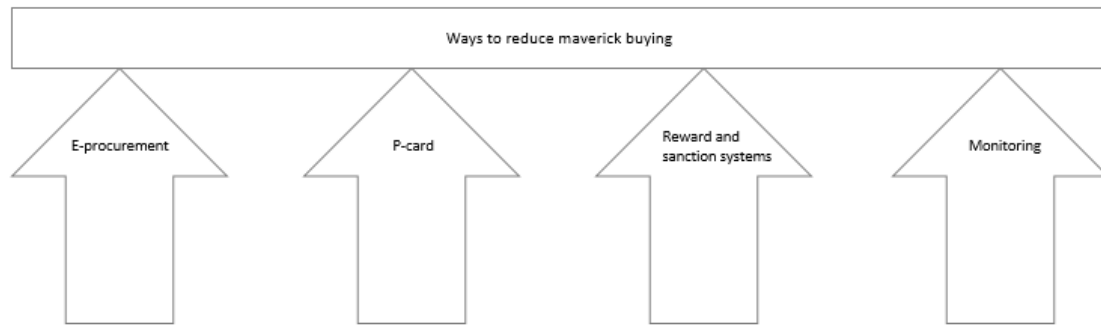 Ways to reduce maverick buying
E-procurement
P-card
Reward and
sanction systems
Monitoring